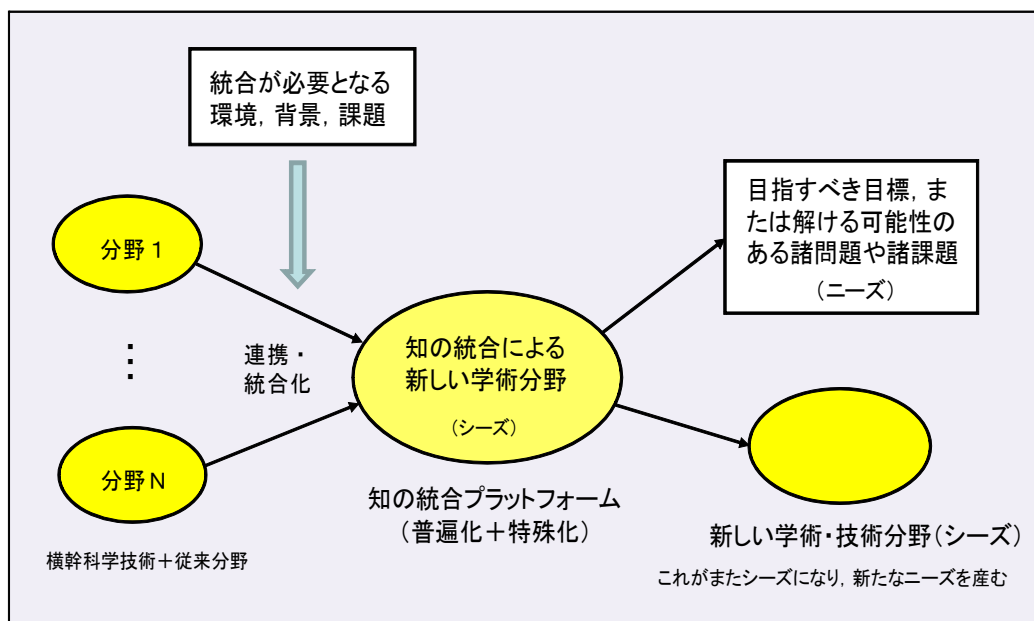 統合が必要となる
環境, 背景, 課題
分野 1
⋮
分野 N
横幹科学技術＋従来分野
連携・
統合化
知の統合による
新しい学術分野
(シーズ)
知の統合プラットフォーム
(普遍化＋特殊化)
目指すべき目標, ま
たは解ける可能性の
ある諸問題や諸課題
(ニーズ)
新しい学術・技術分野(シーズ)
これがまたシーズになり, 新たなニーズを産む